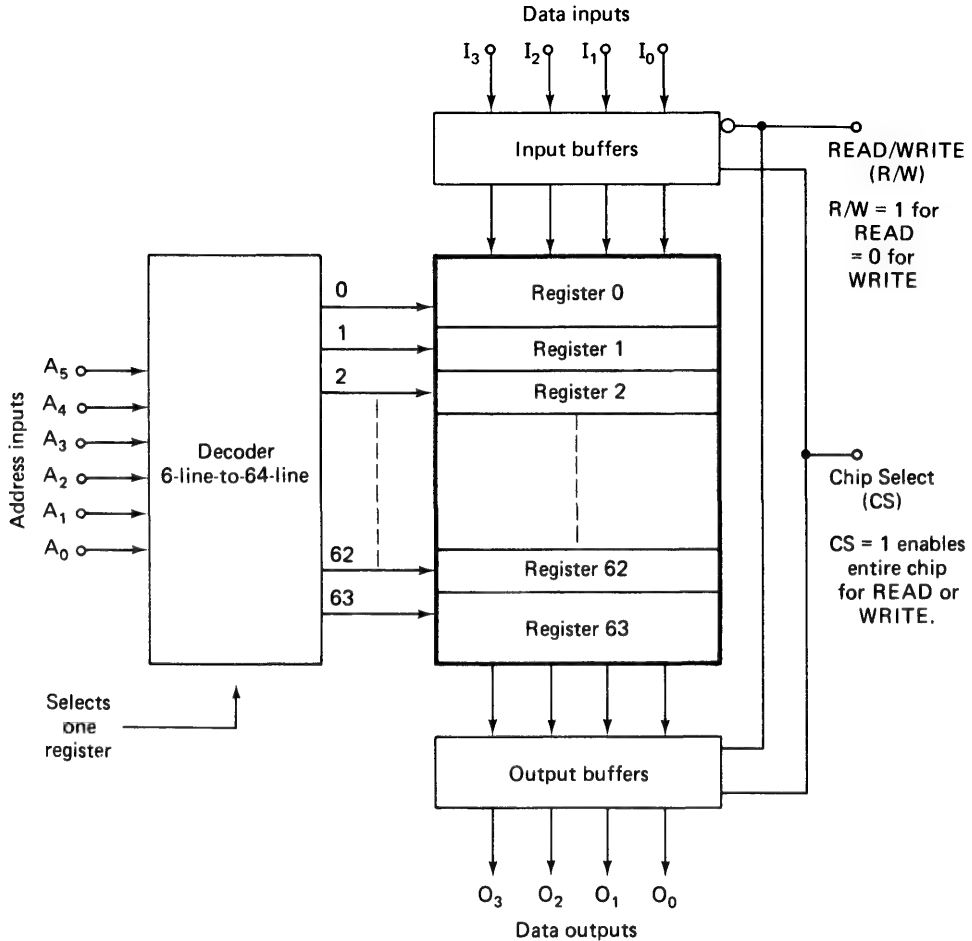 Data inputs
I3 I2 I1 I0
Input buffers
READ/WRITE
(R/W)
R/W = 1 for
READ
= 0 for
WRITE
0
Register 0
1
Register 1
2
Register 2
Address inputs
A5
A4
A3
A2
A1
A0
Decoder
6-line-to-64-line
Chip Select
(CS)
CS = 1 enables
entire chip
for READ or
WRITE.
62
Register 62
63
Register 63
Selects
one
register
Output buffers
O3 O2 O1 O0
Data outputs